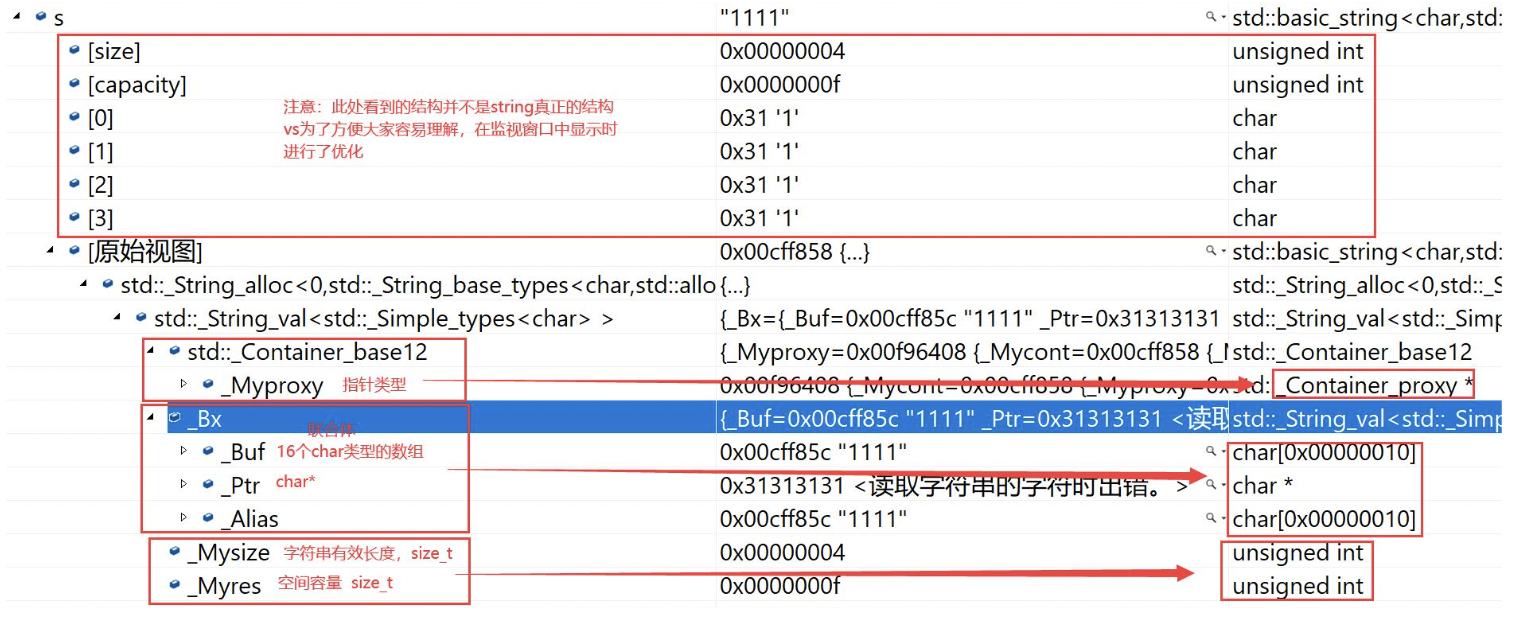 s "1111" std::basic_string<char,std:
[size] 0x00000004 unsigned int
[capacity] 0x0000000f unsigned int
注意：此处看到的结构并不是string真正的结构
[0] 0x31 '1' char
vs为了方便大家容易理解，在监视窗口中显示时
进行了优化
[1] 0x31 '1' char
[2] 0x31 '1' char
[3] 0x31 '1' char
[原始视图] 0x00cff858 {...} std::basic_string<char,std:
std::_String_alloc<0,std::_String_base_types<char,std::allo {...} std::_String_alloc<0,std::_S
std::_String_val<std::_Simple_types<char> > {_Bx={_Buf=0x00cff85c "1111" _Ptr=0x31313131 std::_String_val<std::_Simp
std::_Container_base12 {_Myproxy=0x00f96408 {_Mycont=0x00cff858 {_M std::_Container_base12
_Myproxy 指针类型 0x00f96408 {_Mycont=0x00cff858 {_Myproxy=0x std::_Container_proxy *
_Bx {_Buf=0x00cff85c "1111" _Ptr=0x31313131 <读取 std::_String_val<std::_Simp
联合体
_Buf 16个char类型的数组 0x00cff85c "1111" char[0x00000010]
_Ptr char* 0x31313131 <读取字符串的字符时出错。> char *
_Alias 0x00cff85c "1111" char[0x00000010]
_Mysize 字符串有效长度，size_t 0x00000004 unsigned int
_Myres 空间容量 size_t 0x0000000f unsigned int